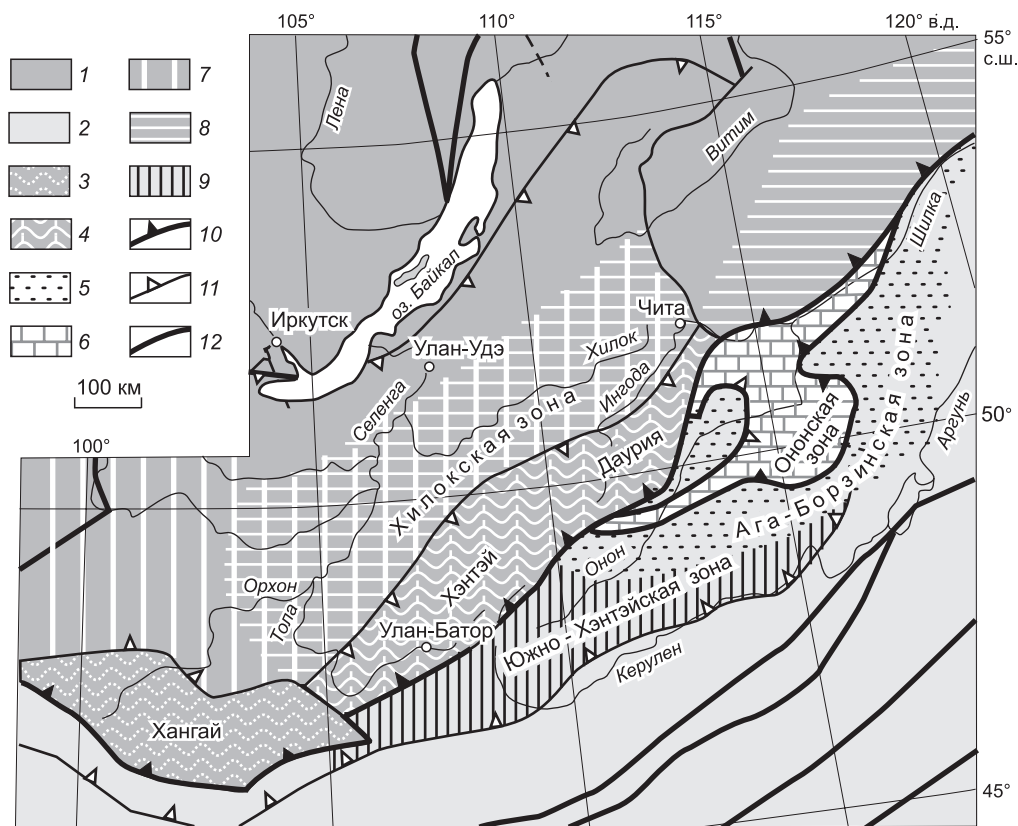 105°
110°
115°
120° в.д.
55°
с.ш.
1
7
2
8
3
9
4
10
5
11
6
12
100 км
100°
50°
45°
Лена
Витим
Шилка
оз. Байкал
Иркутск
Чита
Улан-Удэ
Хилок
Ингода
Селенга
Хилокская зона
Даурия
Ононская
зона
Ага-Борзинская зона
Аргунь
Орхон
Тола
Хэнтэй
Онон
Улан-Батор
Южно-Хэнтэйская зона
Керулен
Хангай